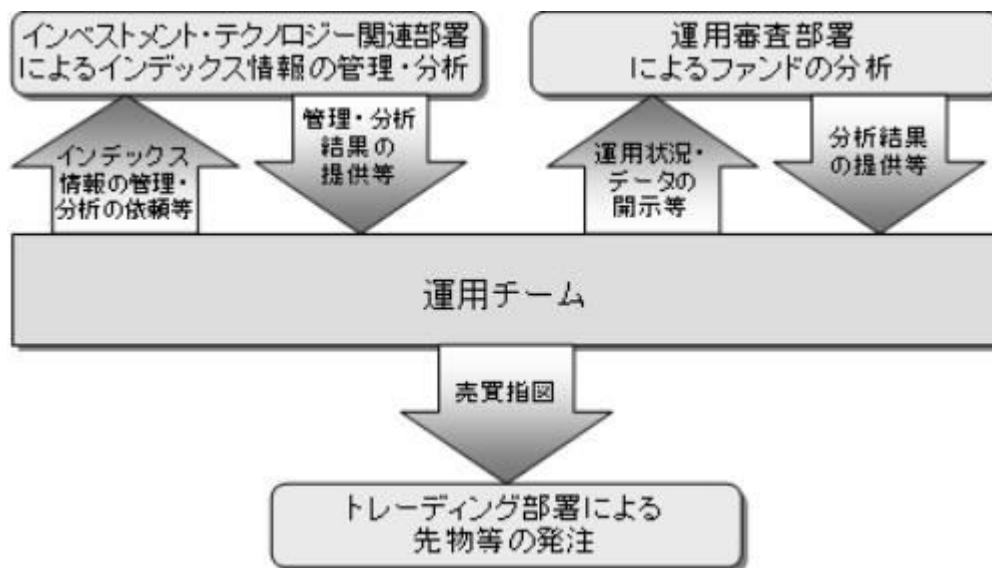 インベストメント・テクノロジー関連部署
によるインデックス情報の管理・分析
運用審査部署
によるファンドの分析
インデックス
情報の管理・
分析の依頼等
管理・分析
結果の
提供等
運用状況・
データの
開示等
分析結果
の提供等
運用チーム
売買指図
トレーディング部署による
先物等の発注